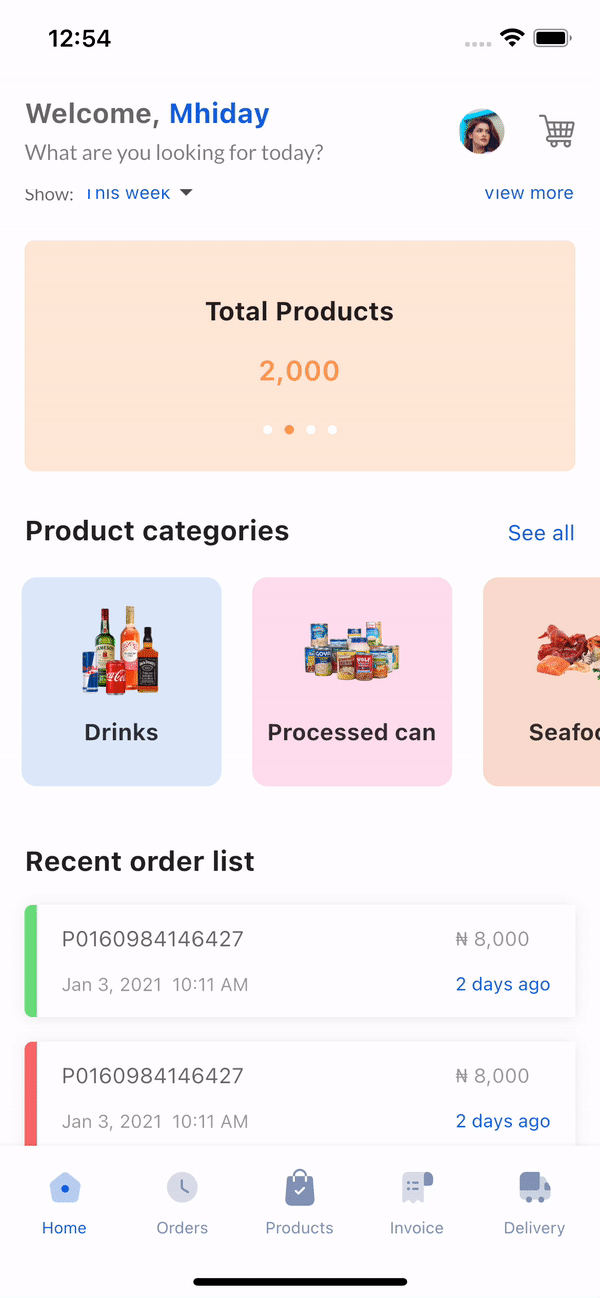 12:54
Welcome, Mhiday
What are you looking for today?
Show: This week View more
Total Products
2,000
Product categories See all
Drinks Processed can Seafoo
Recent order list
P0160984146427 ₦ 8,000
Jan 3, 2021 10:11 AM 2 days ago
P0160984146427 ₦ 8,000
Jan 3, 2021 10:11 AM 2 days ago
Home Orders Products Invoice Delivery